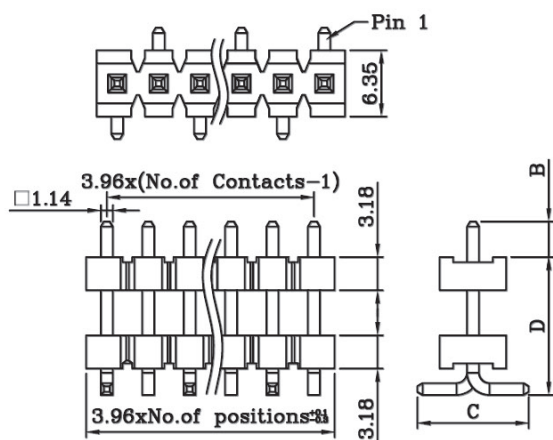 Pin 1
6.35
3.96x(No.of Contacts-1)
□1.14
3.18
B
D
3.96xNo.of positions
3.18
C